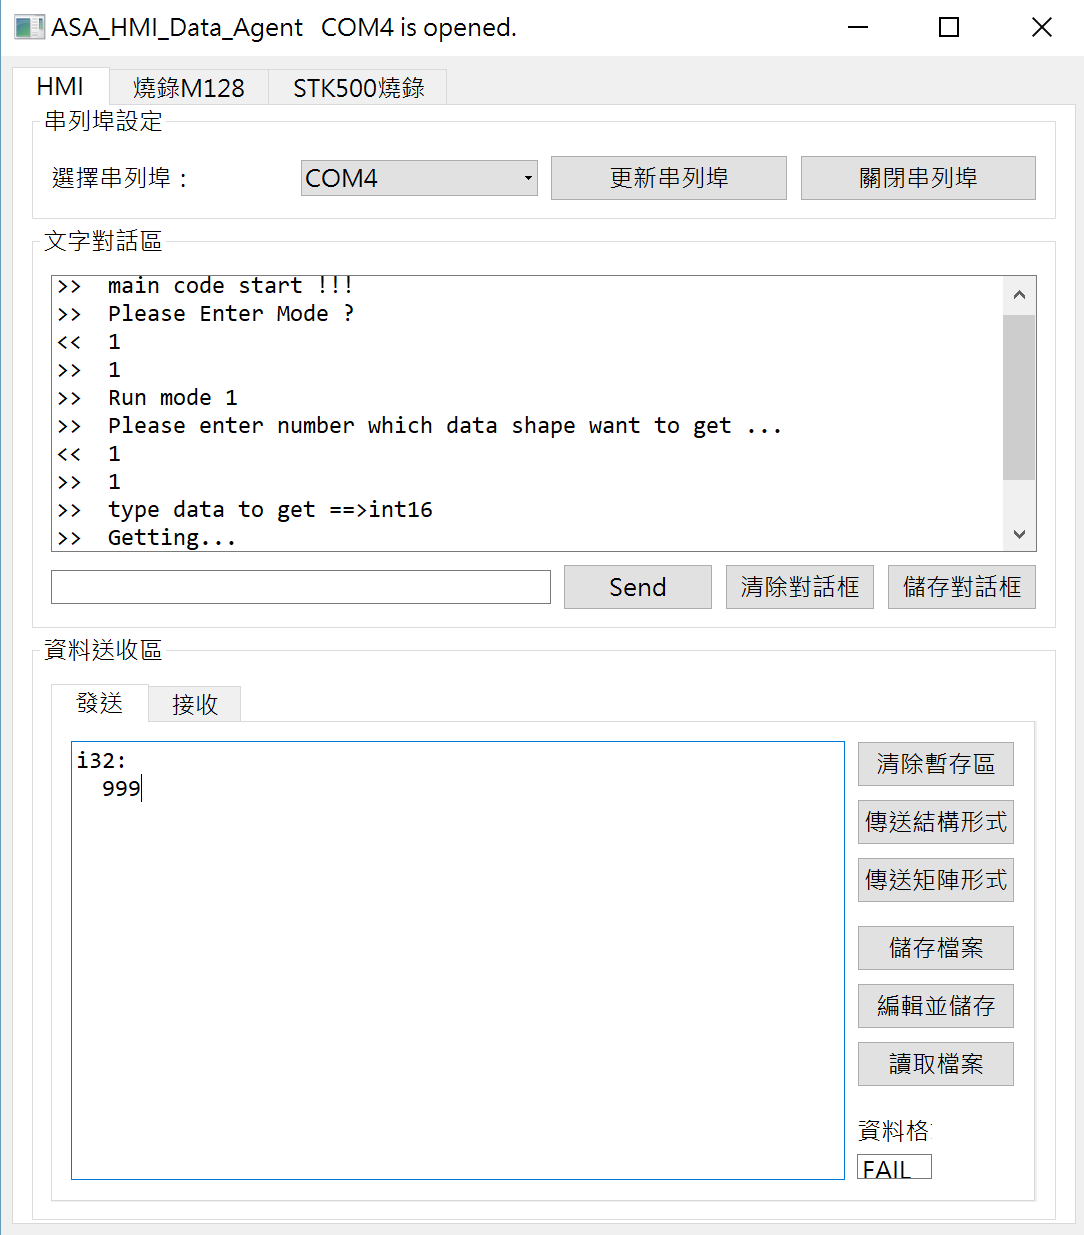 ASA_HMI_Data_Agent COM4 is opened.
HMI 燒錄M128 STK500燒錄
串列埠設定
選擇串列埠： COM4 更新串列埠 關閉串列埠
文字對話區
>> main code start !!!
>> Please Enter Mode ?
<< 1
>> 1
>> Run mode 1
>> Please enter number which data shape want to get ...
<< 1
>> 1
>> type data to get ==>int16
>> Getting...
Send 清除對話框 儲存對話框
資料送收區
發送 接收
i32:
999
清除暫存區
傳送結構形式
傳送矩陣形式
儲存檔案
編輯並儲存
讀取檔案
資料格
FAIL